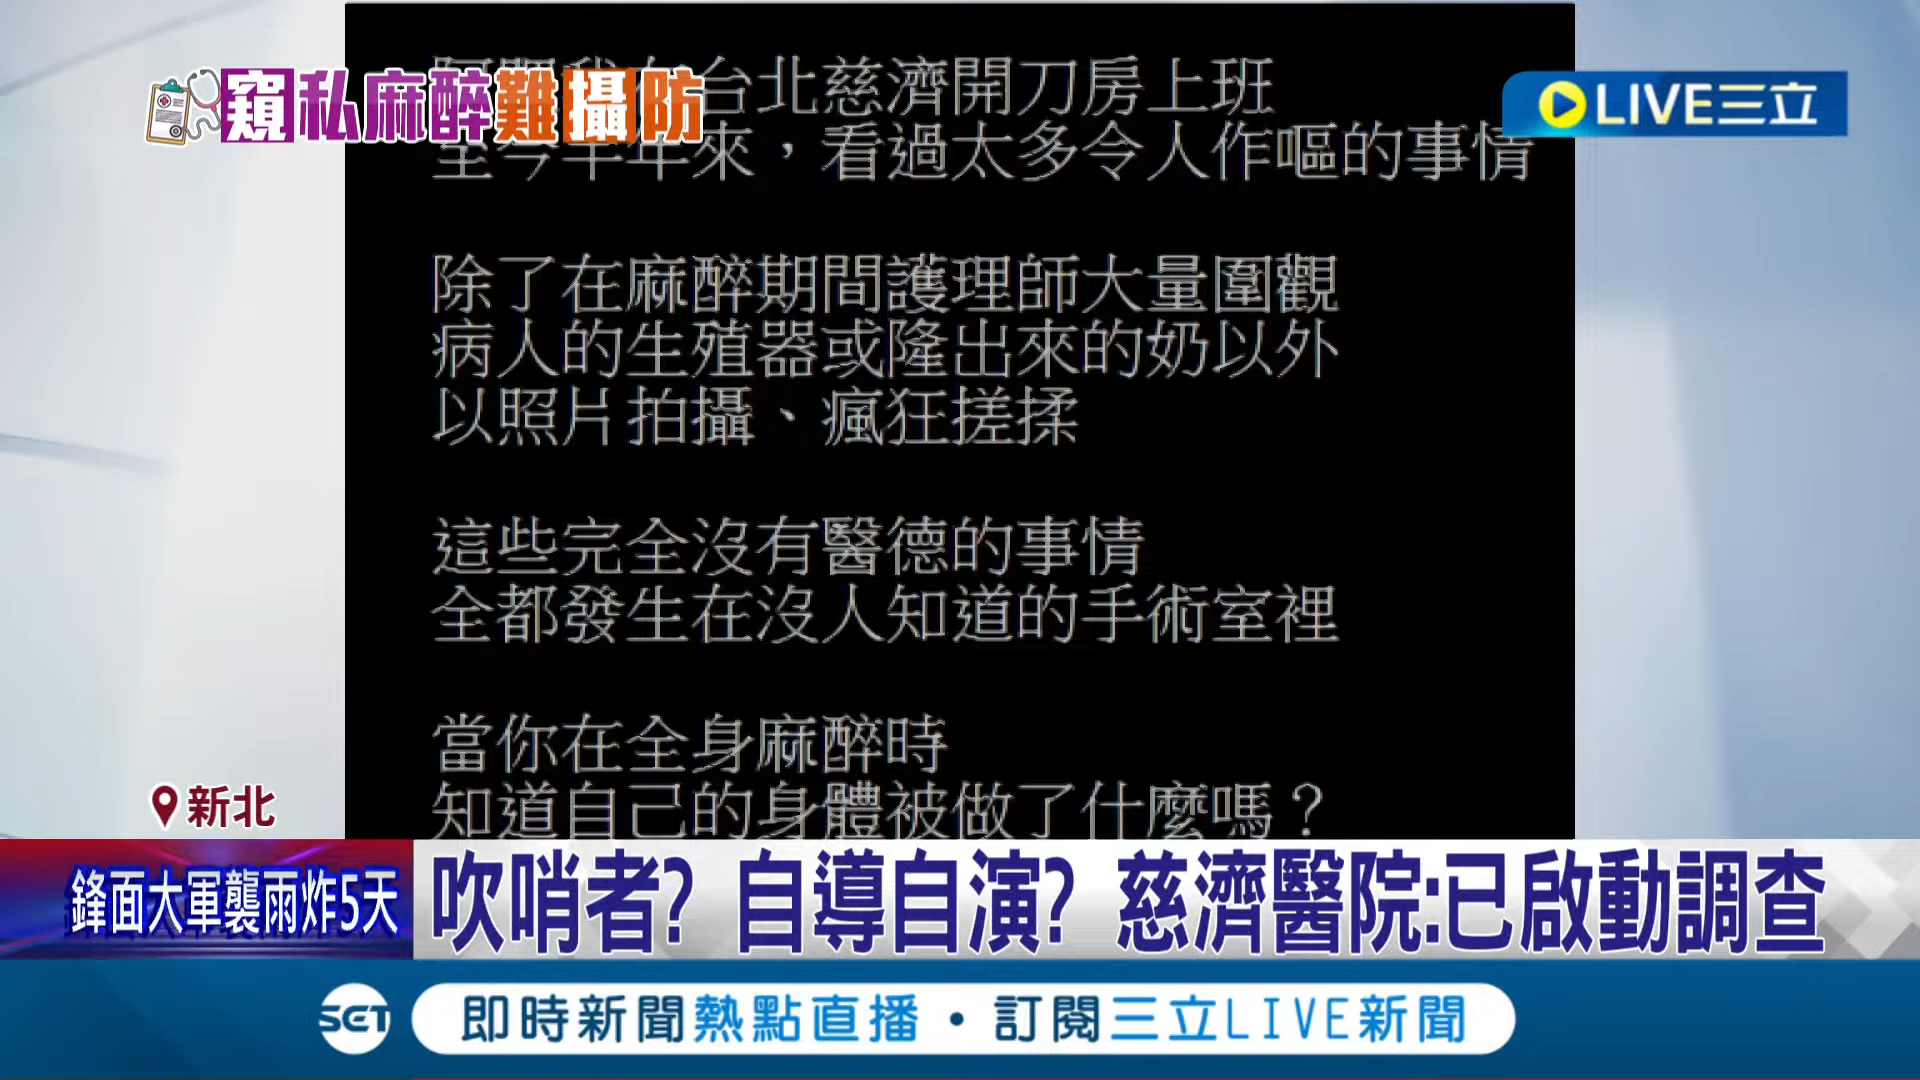 窺私麻醉難攝防
LIVE三立
台北慈濟開刀房上班
至今半年來，看過太多令人作嘔的事情
除了在麻醉期間護理師大量圍觀
病人的生殖器或隆出來的奶以外
以照片拍攝、瘋狂搓揉
這些完全沒有醫德的事情
全都發生在沒人知道的手術室裡
當你在全身麻醉時
知道自己的身體被做了什麼嗎？
新北
鋒面大軍襲雨炸5天
吹哨者? 自導自演? 慈濟醫院:已啟動調查
SET
即時新聞熱點直播・訂閱三立LIVE新聞